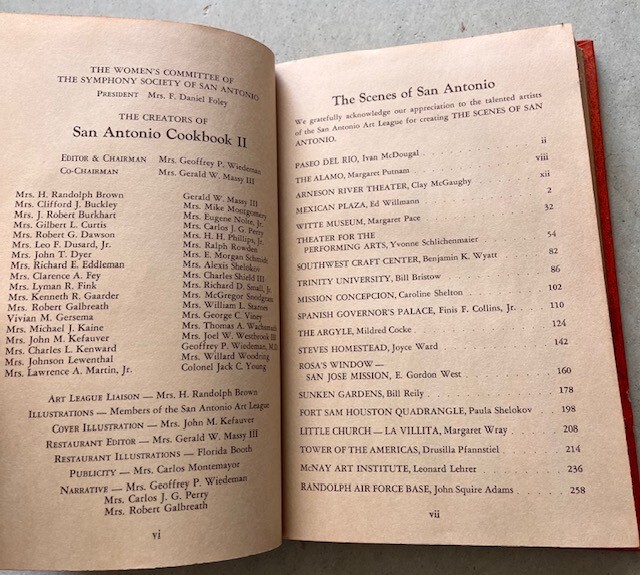 THE WOMEN'S COMMITTEE OF
THE SYMPHONY SOCIETY OF SAN ANTONIO
PRESIDENT Mrs. F. Daniel Foley
THE CREATORS OF
San Antonio Cookbook II
EDITOR & CHAIRMAN Mrs. Geoffrey P. Wiedeman
CO-CHAIRMAN Mrs. Gerald W. Massy III
Mrs. H. Randolph Brown
Mrs. Clifford J. Buckley
Mrs. J. Robert Burkhart
Mrs. Gilbert L. Curtis
Mrs. Robert G. Dawson
Mrs. Leo F. Dusard, Jr.
Mrs. John T. Dyer
Mrs. Richard E. Eddleman
Mrs. Clarence A. Fey
Mrs. Lyman R. Fink
Mrs. Kenneth R. Gaarder
Mrs. Robert Galbreath
Vivian M. Gersema
Mrs. Michael J. Kaine
Mrs. John M. Kefauver
Mrs. Charles L. Kenward
Mrs. Johnson Lewenthal
Mrs. Lawrence A. Martin, Jr.
Gerald W. Massy III
Mrs. Mike Montgomery
Mrs. Eugene Nolte, Jr.
Mrs. Carlos J. G. Perry
Mrs. H. H. Phillips, Jr.
Mrs. Ralph Rowden
Mrs. E. Morgan Schmidt
Mrs. Alexis Shelokov
Mrs. Charles Shield III
Mrs. Richard D. Small, Jr.
Mrs. McGregor Snodgrass
Mrs. William L. Starnes
Mrs. George C. Viney
Mrs. Thomas A. Wachsmuth
Mrs. Joel W. Westbrook III
Geoffrey P. Wiedeman, M.D.
Mrs. Willard Woodring
Colonel Jack C. Young
ART LEAGUE LIAISON — Mrs. H. Randolph Brown
ILLUSTRATIONS — Members of the San Antonio Art League
COVER ILLUSTRATION — Mrs. John M. Kefauver
RESTAURANT EDITOR — Mrs. Gerald W. Massy III
RESTAURANT ILLUSTRATIONS — Florida Booth
PUBLICITY — Mrs. Carlos Montemayor
NARRATIVE — Mrs. Geoffrey P. Wiedeman
Mrs. Carlos J. G. Perry
Mrs. Robert Galbreath
vi
The Scenes of San Antonio
We gratefully acknowledge our appreciation to the talented artists
of the San Antonio Art League for creating THE SCENES OF SAN
ANTONIO.
PASEO DEL RIO, Ivan McDougal ii
THE ALAMO, Margaret Putnam viii
ARNESON RIVER THEATER, Clay McGaughy xii
MEXICAN PLAZA, Ed Willmann 2
WITTE MUSEUM, Margaret Pace 32
THEATER FOR THE
PERFORMING ARTS, Yvonne Schlichenmaier 54
SOUTHWEST CRAFT CENTER, Benjamin K. Wyatt 82
TRINITY UNIVERSITY, Bill Bristow 86
MISSION CONCEPCION, Caroline Shelton 102
SPANISH GOVERNOR'S PALACE, Finis F. Collins, Jr. 110
THE ARGYLE, Mildred Cocke 124
STEVES HOMESTEAD, Joyce Ward 142
ROSA'S WINDOW —
SAN JOSE MISSION, E. Gordon West 160
SUNKEN GARDENS, Bill Reily 178
FORT SAM HOUSTON QUADRANGLE, Paula Shelokov 198
LITTLE CHURCH — LA VILLITA, Margaret Wray 208
TOWER OF THE AMERICAS, Drusilla Pfannstiel 214
McNAY ART INSTITUTE, Leonard Lehrer 236
RANDOLPH AIR FORCE BASE, John Squire Adams 258
vii